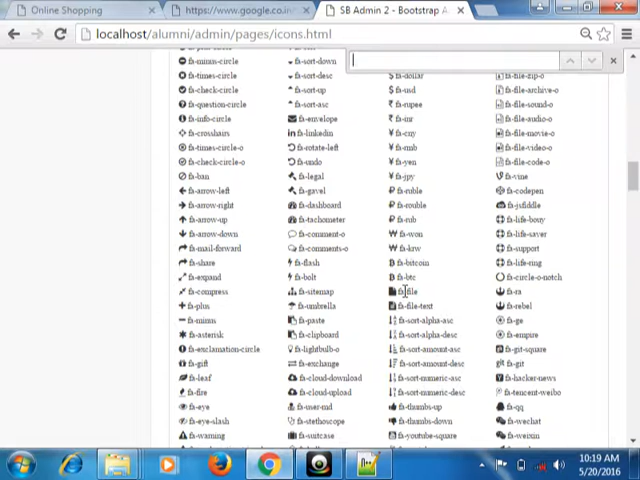 Online Shopping
https://www.google.co.in
SB Admin 2 - Bootstrap A
localhost/alumni/admin/pages/icons.html
fa-minus-circle
fa-times-circle
fa-check-circle
fa-question-circle
fa-info-circle
fa-crosshairs
fa-times-circle-o
fa-check-circle-o
fa-ban
fa-arrow-left
fa-arrow-right
fa-arrow-up
fa-arrow-down
fa-mail-forward
fa-share
fa-expand
fa-compress
fa-plus
fa-minus
fa-asterisk
fa-exclamation-circle
fa-gift
fa-leaf
fa-fire
fa-eye
fa-eye-slash
fa-warning
fa-sort-down
fa-sort-desc
fa-sort-up
fa-sort-asc
fa-envelope
fa-linkedin
fa-rotate-left
fa-undo
fa-legal
fa-gavel
fa-dashboard
fa-tachometer
fa-comment-o
fa-comments-o
fa-flash
fa-bolt
fa-sitemap
fa-umbrella
fa-paste
fa-clipboard
fa-lightbulb-o
fa-exchange
fa-cloud-download
fa-cloud-upload
fa-user-md
fa-stethoscope
fa-suitcase
fa-dollar
fa-usd
fa-rupee
fa-inr
fa-cny
fa-rmb
fa-yen
fa-jpy
fa-ruble
fa-rouble
fa-rub
fa-won
fa-krw
fa-bitcoin
fa-btc
fa-file
fa-file-text
fa-sort-alpha-asc
fa-sort-alpha-desc
fa-sort-amount-asc
fa-sort-amount-desc
fa-sort-numeric-asc
fa-sort-numeric-desc
fa-thumbs-up
fa-thumbs-down
fa-youtube-square
fa-file-zip-o
fa-file-archive-o
fa-file-sound-o
fa-file-audio-o
fa-file-movie-o
fa-file-video-o
fa-file-code-o
fa-vine
fa-codepen
fa-jsfiddle
fa-life-bouy
fa-life-saver
fa-support
fa-life-ring
fa-circle-o-notch
fa-ra
fa-rebel
fa-ge
fa-empire
fa-git-square
fa-git
fa-hacker-news
fa-tencent-weibo
fa-qq
fa-wechat
fa-weixin
10:19 AM
5/20/2016